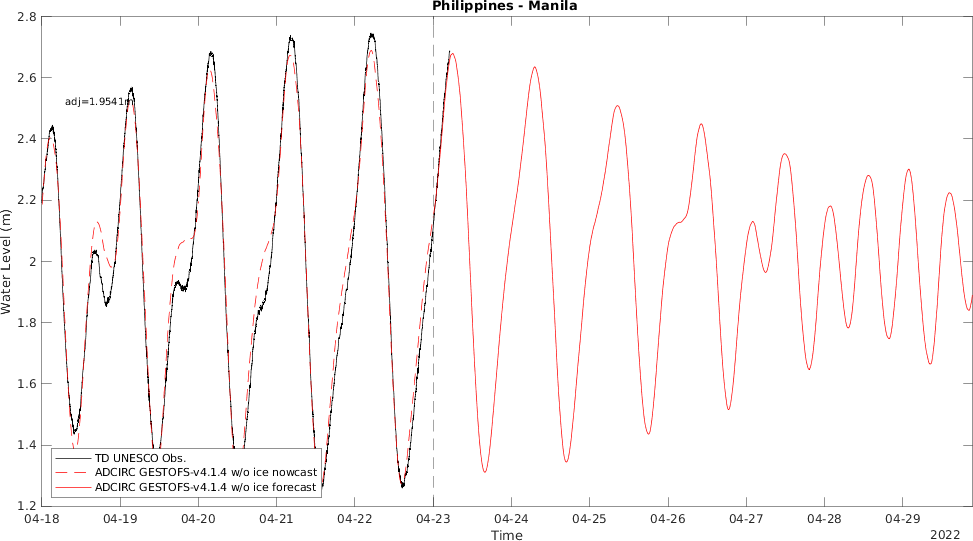 Philippines - Manila
2.8
2.6
adj=1.9541m
2.4
2.2
Water Level (m)
2
1.8
1.6
1.4
1.2
TD UNESCO Obs.
ADCIRC GESTOFS-v4.1.4 w/o ice nowcast
ADCIRC GESTOFS-v4.1.4 w/o ice forecast
04-18 04-19 04-20 04-21 04-22 04-23 04-24 04-25 04-26 04-27 04-28 04-29
Time
2022